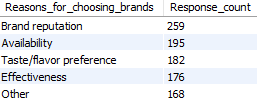 Reasons_for_choosing_brands Response_count
Brand reputation 259
Availability 195
Taste/flavor preference 182
Effectiveness 176
Other 168